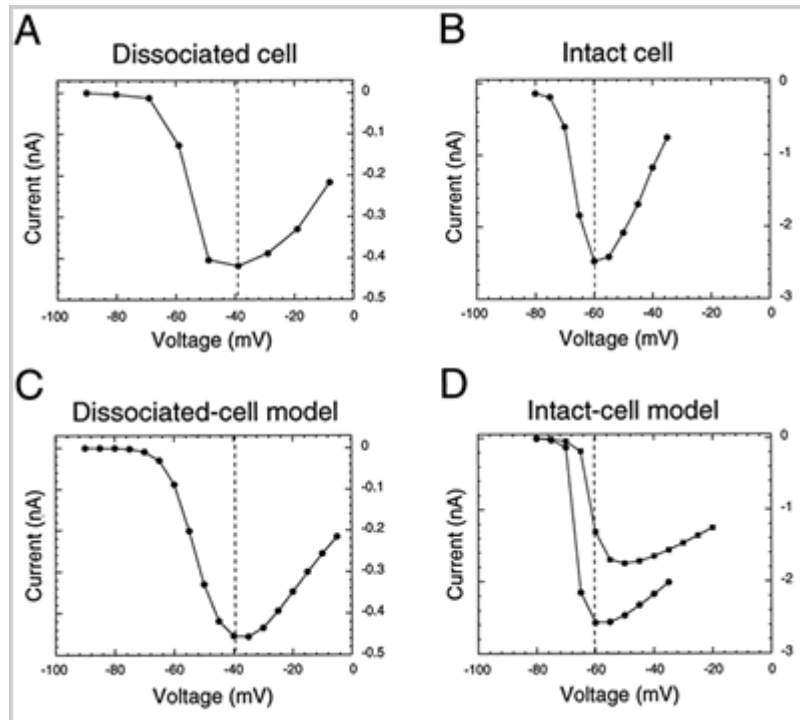 A
Dissociated cell
0
-0.1
-0.2
-0.3
-0.4
-0.5
Current (nA)
-100 -80 -60 -40 -20 0
Voltage (mV)
B
Intact cell
0
-1
-2
-3
Current (nA)
-100 -80 -60 -40 -20 0
Voltage (mV)
C
Dissociated-cell model
0
-0.1
-0.2
-0.3
-0.4
-0.5
Current (nA)
-100 -80 -60 -40 -20 0
Voltage (mV)
D
Intact-cell model
0
-1
-2
-3
Current (nA)
-100 -80 -60 -40 -20 0
Voltage (mV)